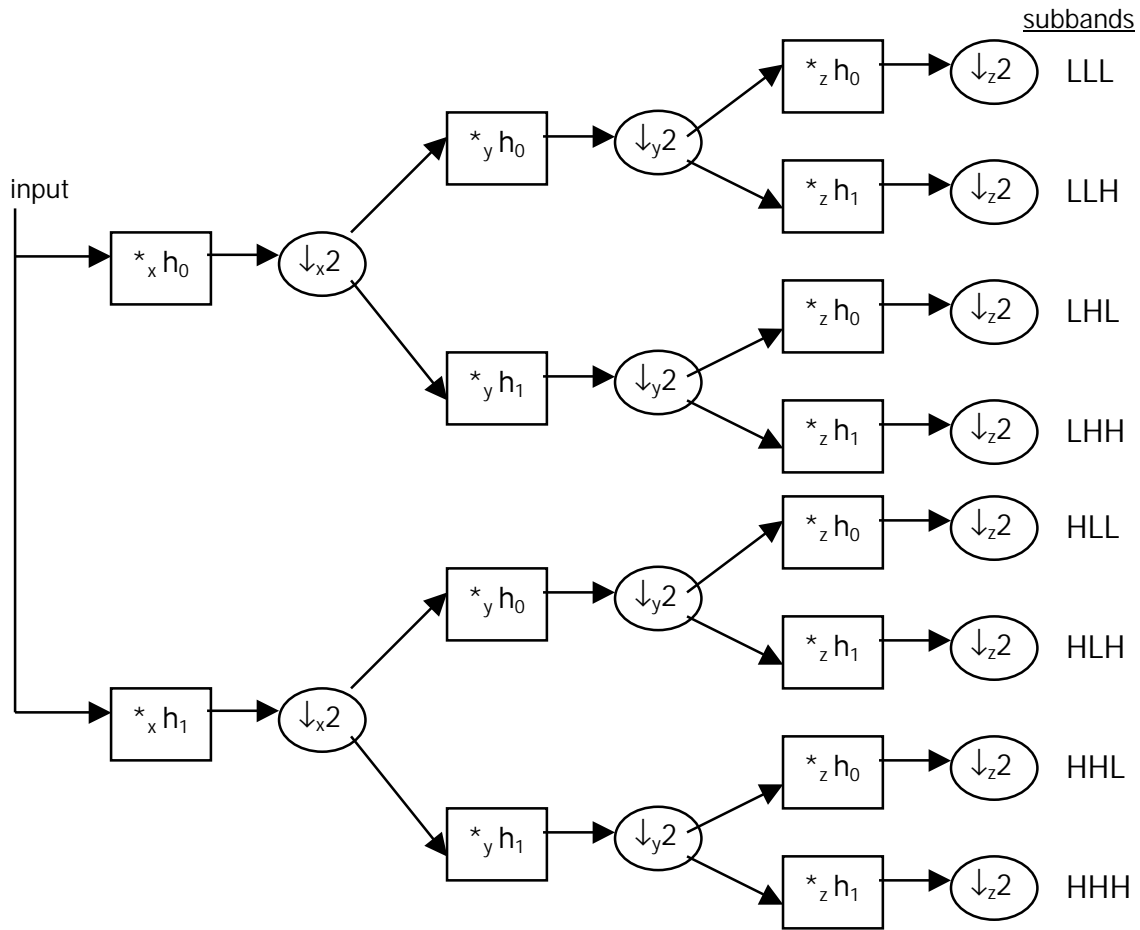 subbands
*z h0 ↓z2 LLL
*y h0 ↓y2
*z h1 ↓z2 LLH
input
*x h0 ↓x2
*z h0 ↓z2 LHL
*y h1 ↓y2
*z h1 ↓z2 LHH
*z h0 ↓z2 HLL
*y h0 ↓y2
*z h1 ↓z2 HLH
*x h1 ↓x2
*z h0 ↓z2 HHL
*y h1 ↓y2
*z h1 ↓z2 HHH